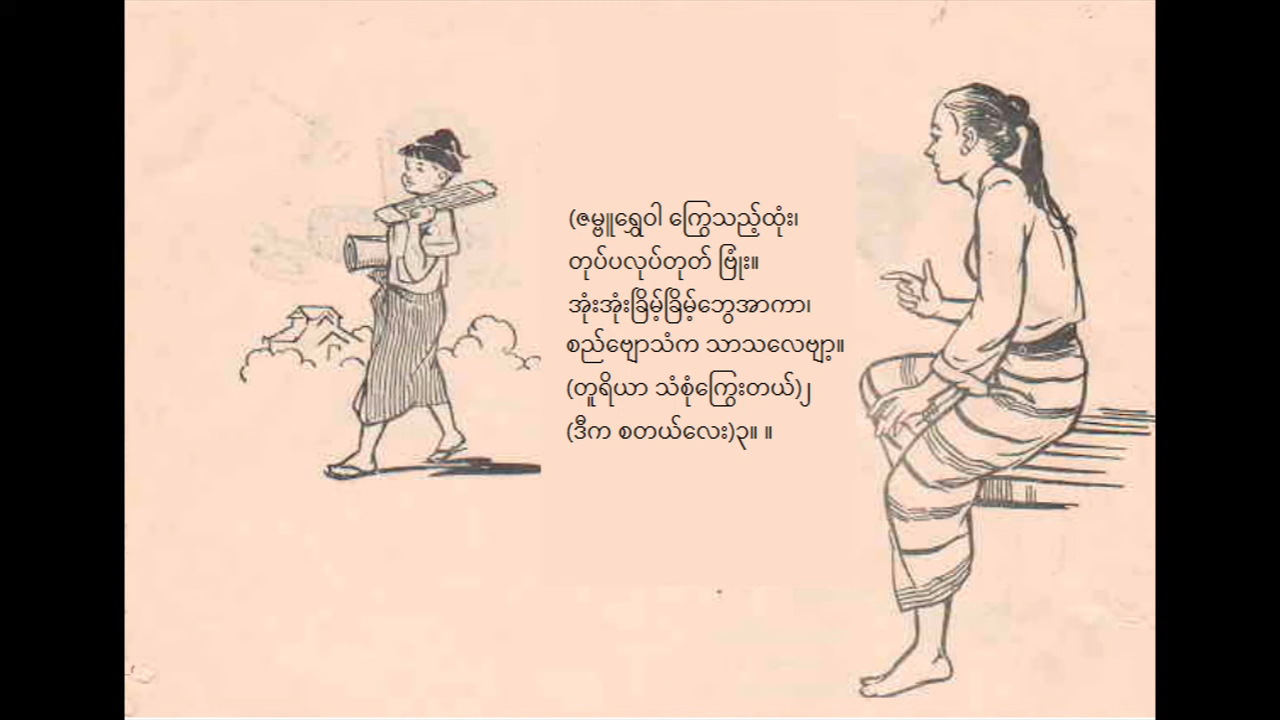 (ဇမ္ဗူရွှေဝါ ကြွေသည့်ထုံး၊
တုပ်ပလုပ်တုတ် ဗြုံး။
အုံးအုံးခြိမ့်ခြိမ့်ဘွေအာကာ၊
စည်ဗျောသံက သာသလေဗျာ့။
(တူရိယာ သံစုံကြွေးတယ်)၂
(ဒီက စတယ်လေး)၃။ ။